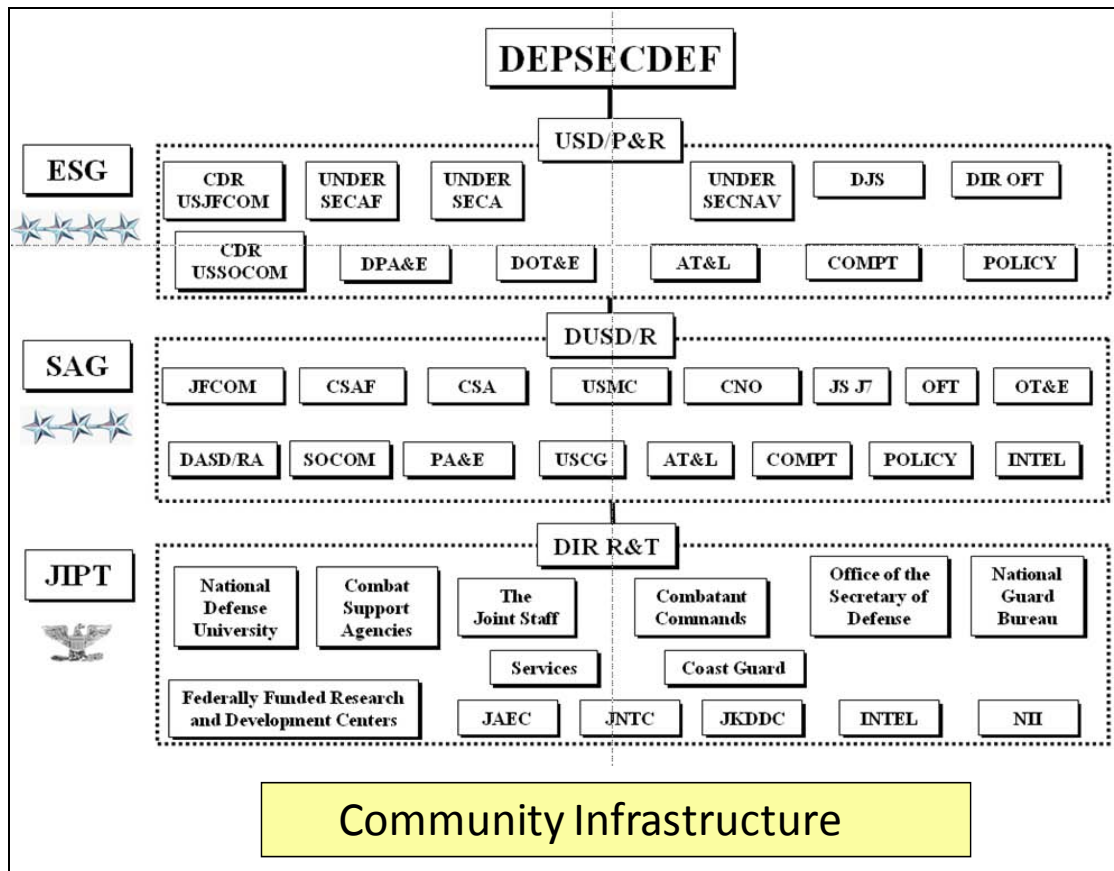 DEPSECDEF
USD/P&R
ESG
CDR
USJFCOM
UNDER
SECAF
UNDER
SECA
UNDER
SECNAV
DJS
DIR OFT
CDR
USSOCOM
DPA&E
DOT&E
AT&L
COMPT
POLICY
DUSD/R
SAG
JFCOM
CSAF
CSA
USMC
CNO
JS J7
OFT
OT&E
DASD/RA
SOCOM
PA&E
USCG
AT&L
COMPT
POLICY
INTEL
DIR R&T
JIPT
National
Defense
University
Combat
Support
Agencies
The
Joint Staff
Combatant
Commands
Office of the
Secretary of
Defense
National
Guard
Bureau
Services
Coast Guard
Federally Funded Research
and Development Centers
JAEC
JNTC
JKDDC
INTEL
NII
Community Infrastructure